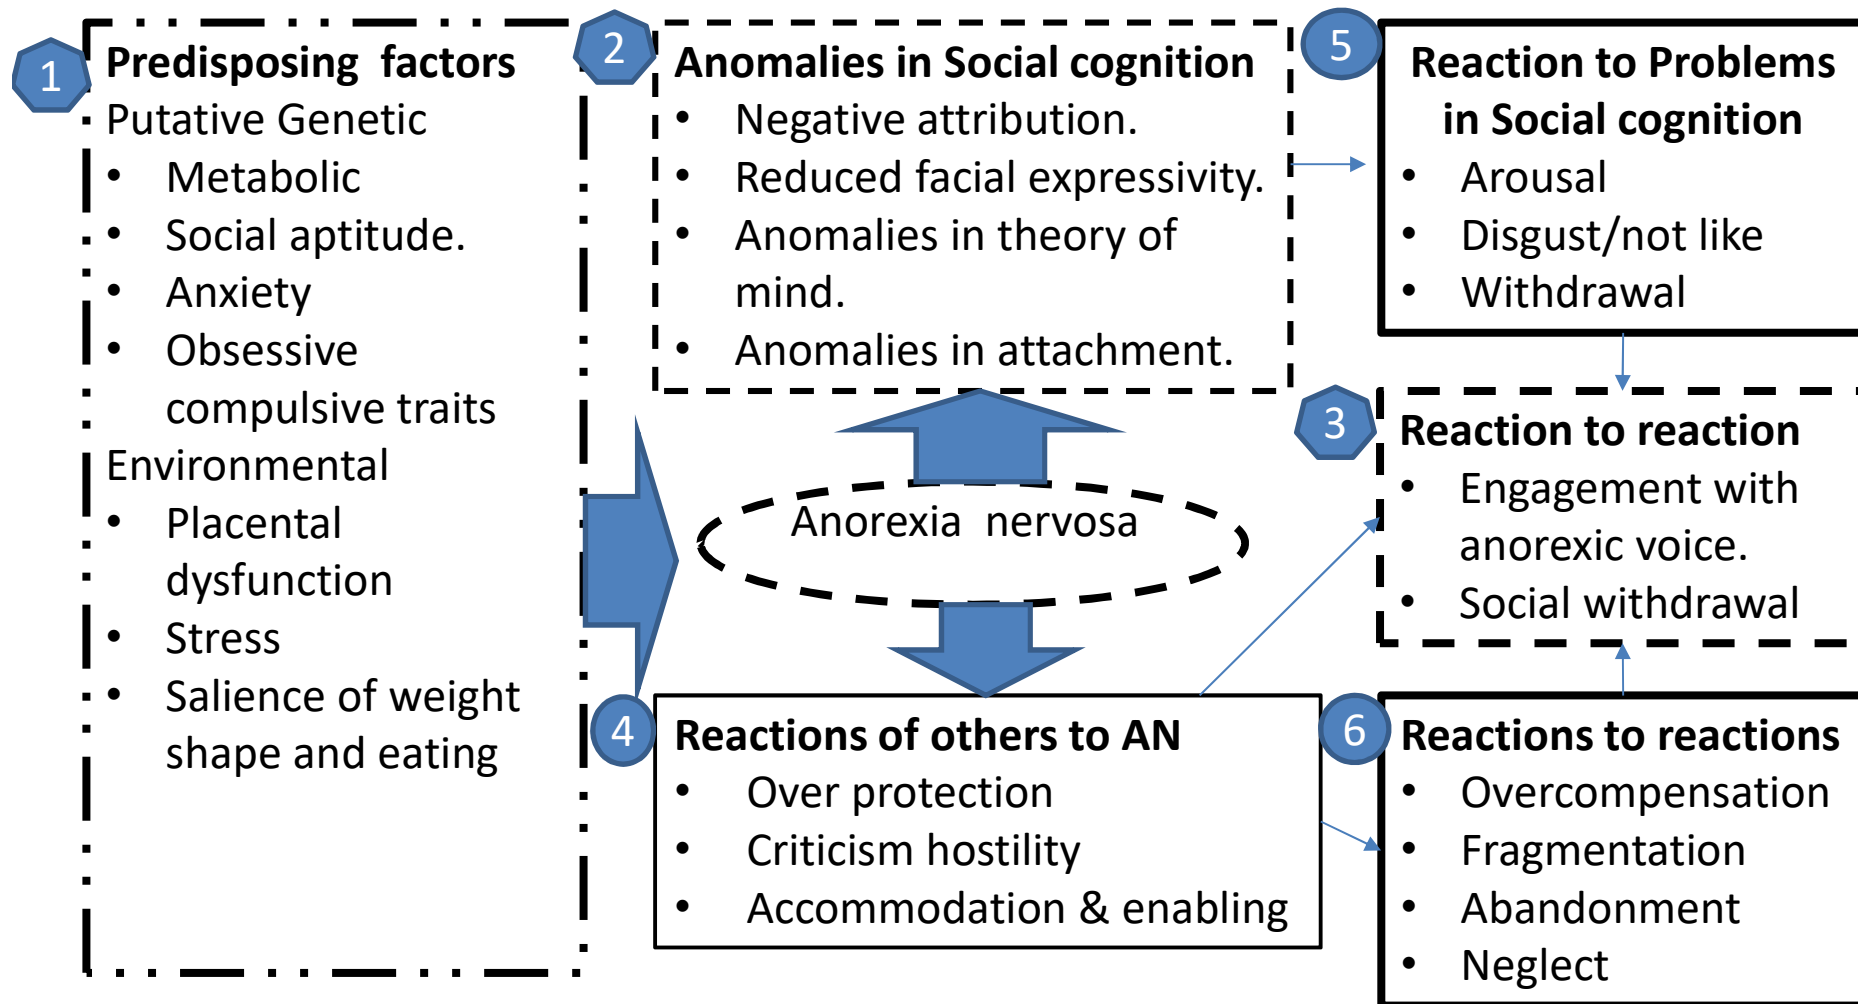 1
Predisposing factors
Putative Genetic
• Metabolic
• Social aptitude.
• Anxiety
• Obsessive
compulsive traits
Environmental
• Placental
dysfunction
• Stress
• Salience of weight
shape and eating
2
Anomalies in Social cognition
• Negative attribution.
• Reduced facial expressivity.
• Anomalies in theory of
mind.
• Anomalies in attachment.
Anorexia nervosa
4
Reactions of others to AN
• Over protection
• Criticism hostility
• Accommodation & enabling
5
Reaction to Problems
in Social cognition
• Arousal
• Disgust/not like
• Withdrawal
3
Reaction to reaction
• Engagement with
anorexic voice.
• Social withdrawal
6
Reactions to reactions
• Overcompensation
• Fragmentation
• Abandonment
• Neglect